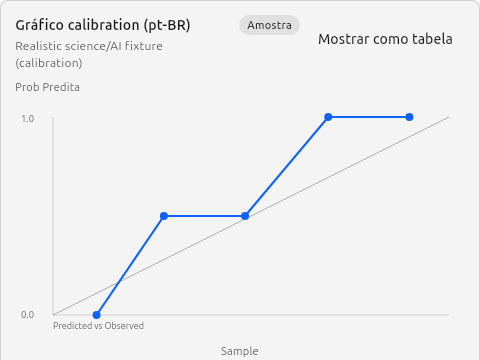 Gráfico calibration (pt-BR)
Amostra
Mostrar como tabela
Realistic science/AI fixture
(calibration)
Prob Predita
1.0
0.0
Predicted vs Observed
Sample